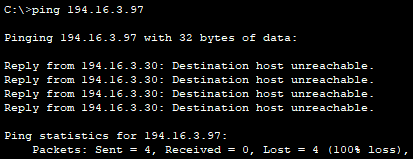 C:\>ping 194.16.3.97
Pinging 194.16.3.97 with 32 bytes of data:
Reply from 194.16.3.30: Destination host unreachable.
Reply from 194.16.3.30: Destination host unreachable.
Reply from 194.16.3.30: Destination host unreachable.
Reply from 194.16.3.30: Destination host unreachable.
Ping statistics for 194.16.3.97:
Packets: Sent = 4, Received = 0, Lost = 4 (100% loss),